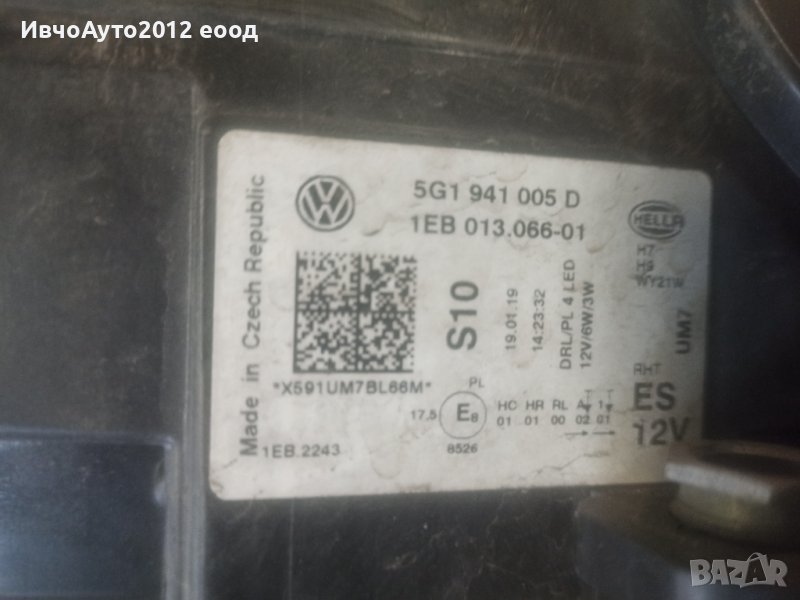 ИвчоАуто2012 еоод
Made in Czech Republic
5G1 941 005 D
1EB 013.066-01
HELLA
H7
H9
WY21W
S10
19.01.19
14:23:32
DRL/PL 4 LED
12V/6W/3W
UM7
*X591UM7BL66M*
RHT
ES
12V
PL
17,5
E8
8526
HC HR RL A 1
01 01 00 02 01
1EB.2243
BAZAR